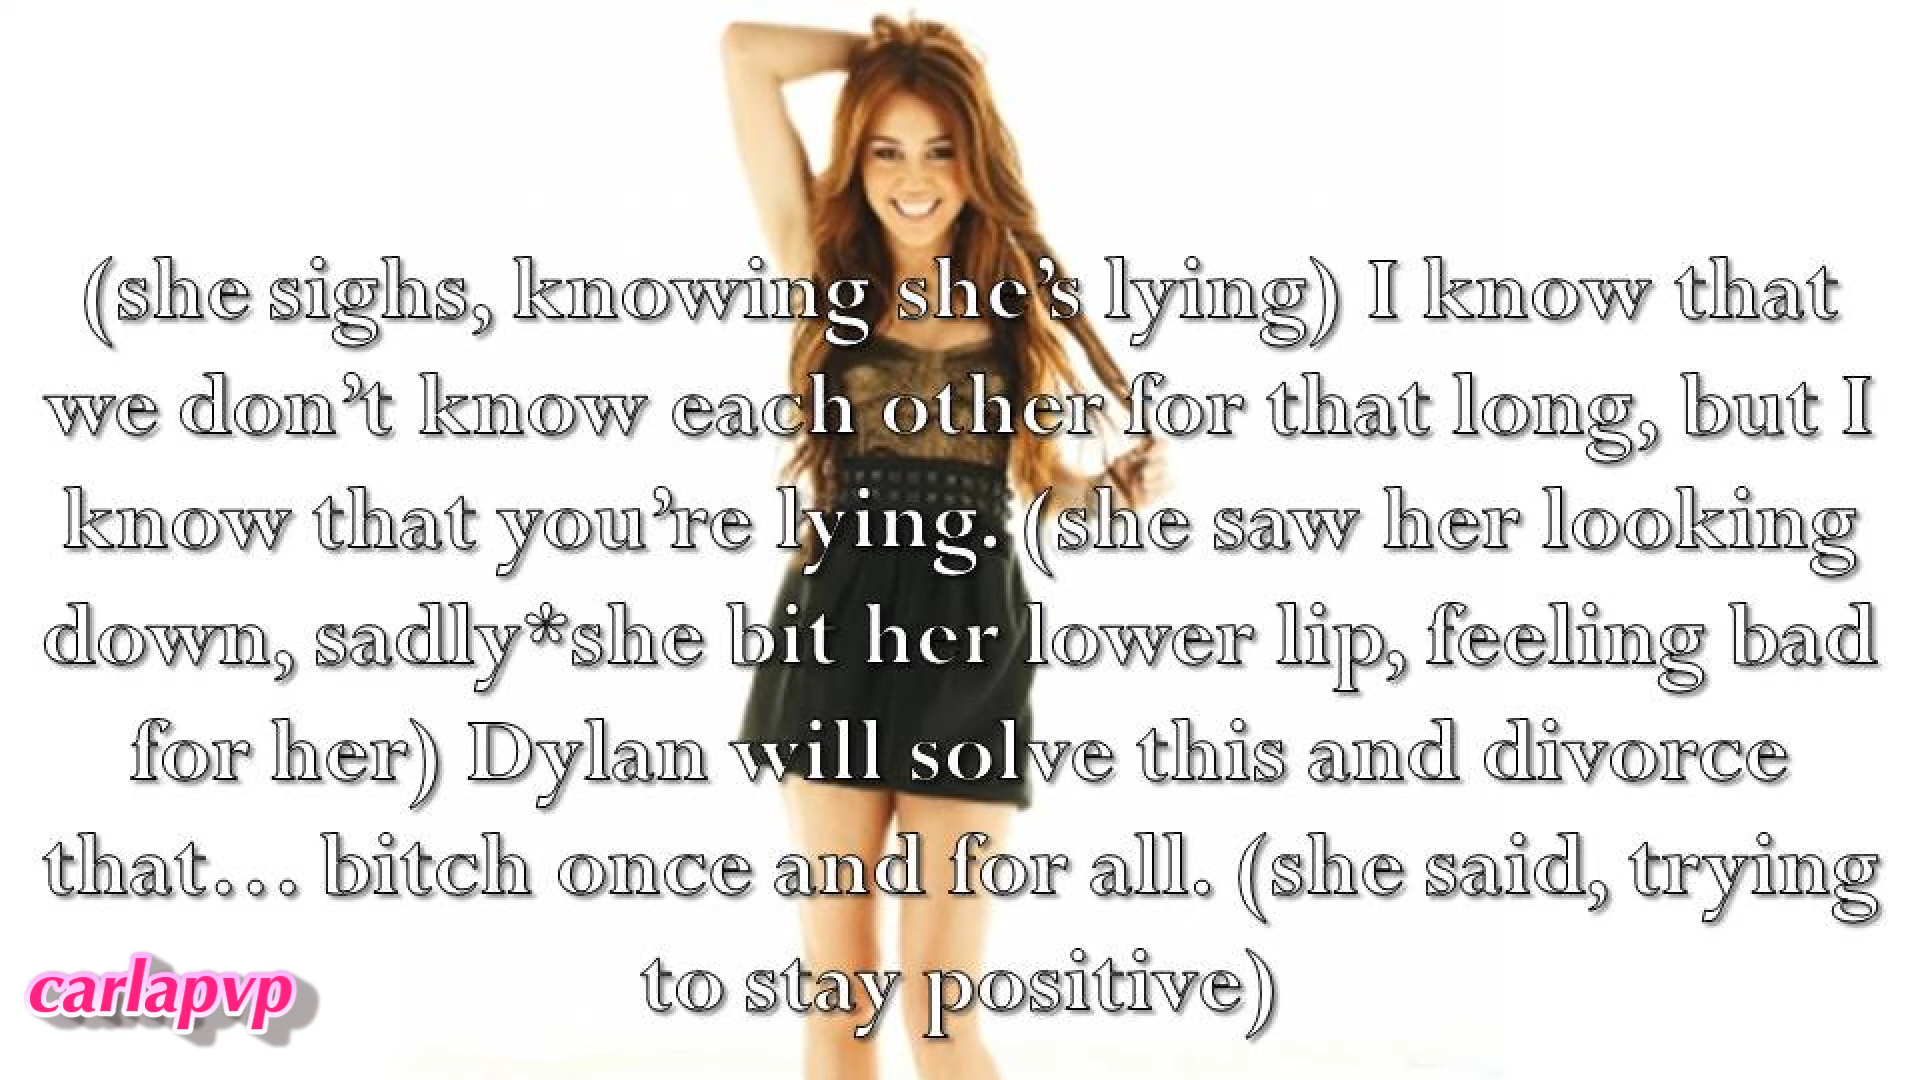 (she sighs, knowing she’s lying) I know that
we don’t know each other for that long, but I
know that you’re lying. (she saw her looking
down, sadly*she bit her lower lip, feeling bad
for her) Dylan will solve this and divorce
that… bitch once and for all. (she said, trying
to stay positive)
carlapvp